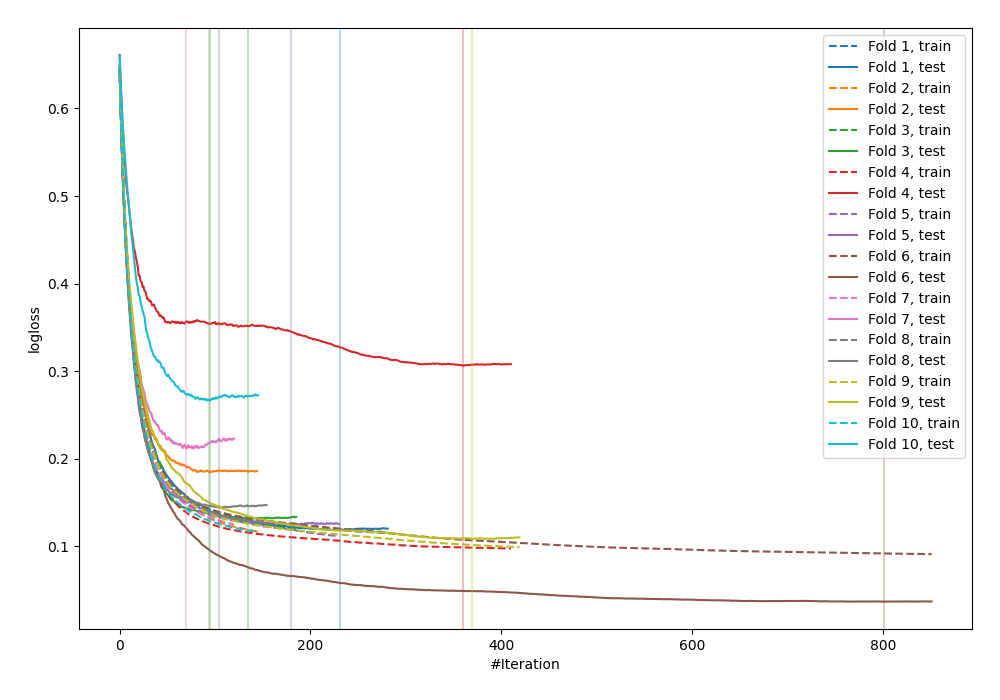 0.6
0.5
0.4
0.3
0.2
0.1
logloss
0
200
400
600
800
#Iteration
Fold 1, train
Fold 1, test
Fold 2, train
Fold 2, test
Fold 3, train
Fold 3, test
Fold 4, train
Fold 4, test
Fold 5, train
Fold 5, test
Fold 6, train
Fold 6, test
Fold 7, train
Fold 7, test
Fold 8, train
Fold 8, test
Fold 9, train
Fold 9, test
Fold 10, train
Fold 10, test